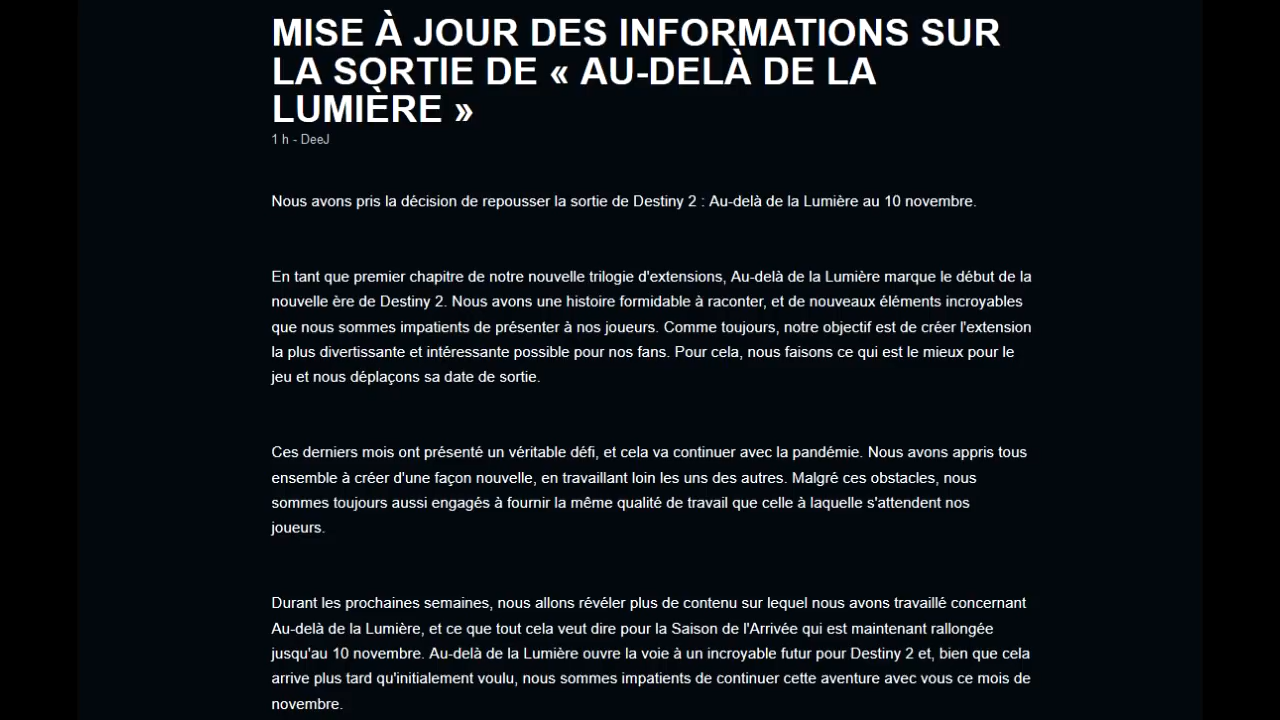 MISE À JOUR DES INFORMATIONS SUR
LA SORTIE DE « AU-DELÀ DE LA
LUMIÈRE »
1 h - DeeJ
Nous avons pris la décision de repousser la sortie de Destiny 2 : Au-delà de la Lumière au 10 novembre.
En tant que premier chapitre de notre nouvelle trilogie d'extensions, Au-delà de la Lumière marque le début de la
nouvelle ère de Destiny 2. Nous avons une histoire formidable à raconter, et de nouveaux éléments incroyables
que nous sommes impatients de présenter à nos joueurs. Comme toujours, notre objectif est de créer l'extension
la plus divertissante et intéressante possible pour nos fans. Pour cela, nous faisons ce qui est le mieux pour le
jeu et nous déplaçons sa date de sortie.
Ces derniers mois ont présenté un véritable défi, et cela va continuer avec la pandémie. Nous avons appris tous
ensemble à créer d'une façon nouvelle, en travaillant loin les uns des autres. Malgré ces obstacles, nous
sommes toujours aussi engagés à fournir la même qualité de travail que celle à laquelle s'attendent nos
joueurs.
Durant les prochaines semaines, nous allons révéler plus de contenu sur lequel nous avons travaillé concernant
Au-delà de la Lumière, et ce que tout cela veut dire pour la Saison de l'Arrivée qui est maintenant rallongée
jusqu'au 10 novembre. Au-delà de la Lumière ouvre la voie à un incroyable futur pour Destiny 2 et, bien que cela
arrive plus tard qu'initialement voulu, nous sommes impatients de continuer cette aventure avec vous ce mois de
novembre.